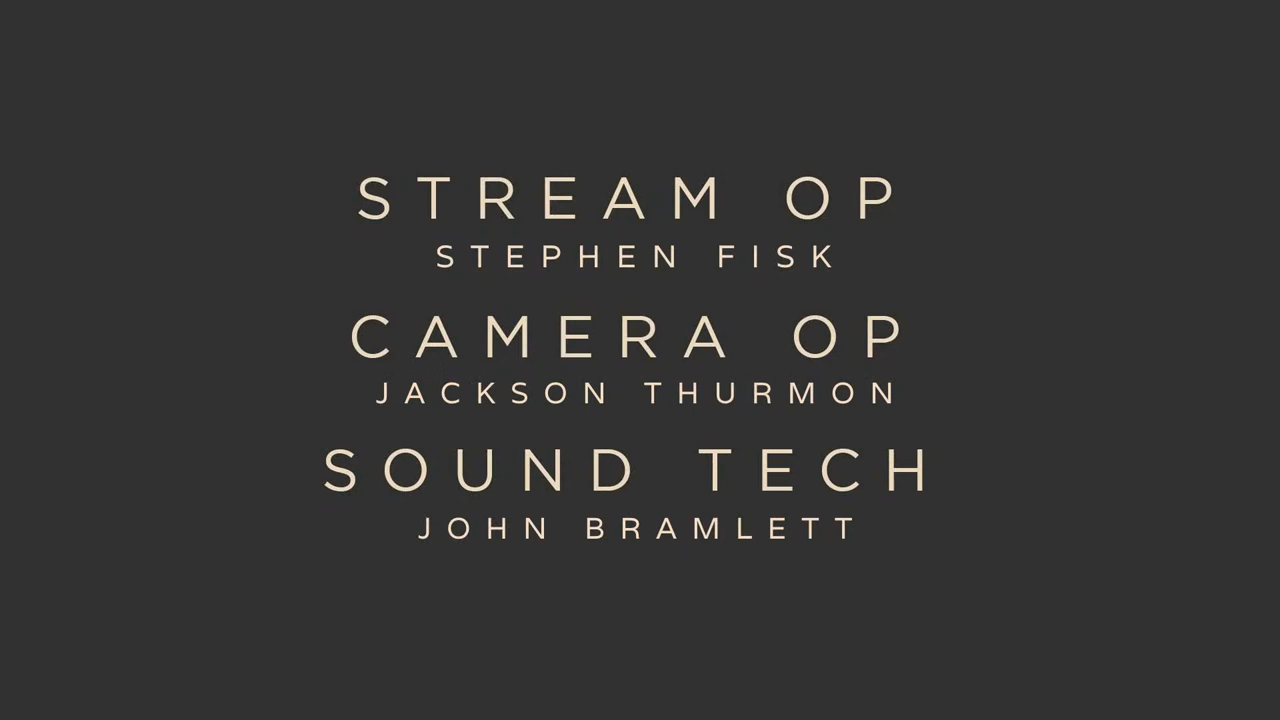 STREAM OP
STEPHEN FISK
CAMERA OP
JACKSON THURMON
SOUND TECH
JOHN BRAMLETT